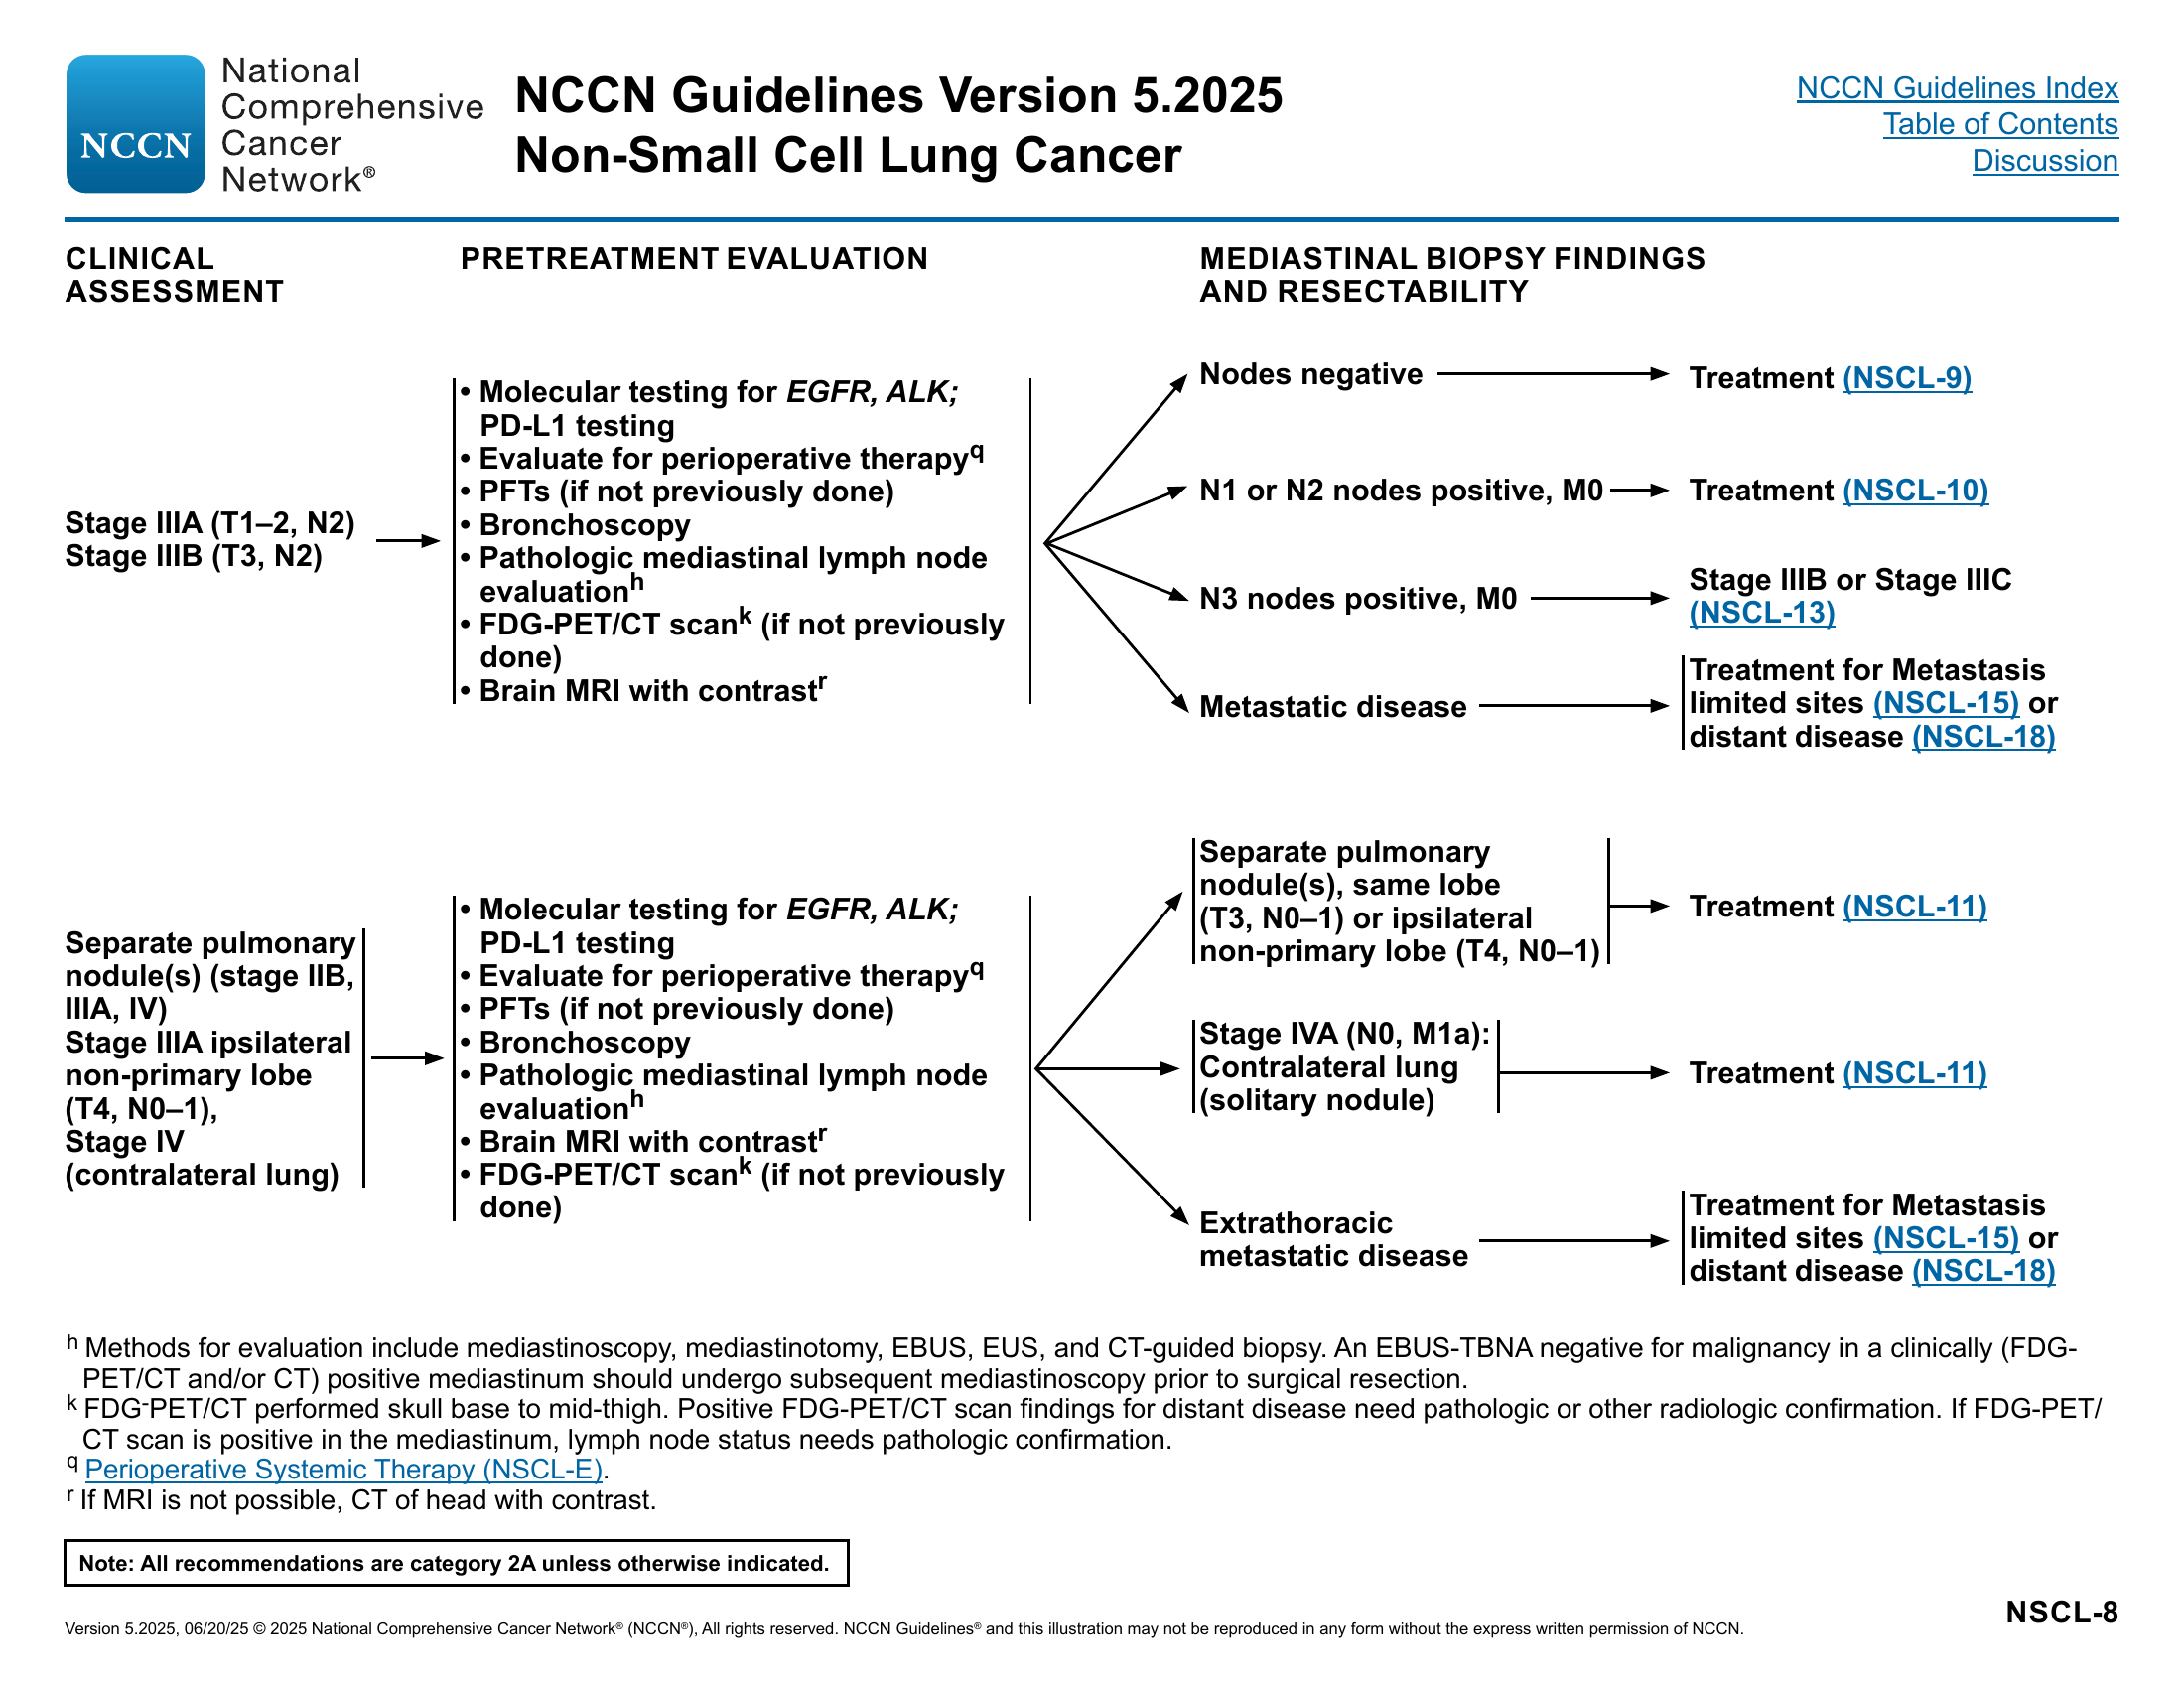 NCCN
National
Comprehensive
Cancer
Network®
NCCN Guidelines Version 5.2025
Non-Small Cell Lung Cancer
NCCN Guidelines Index
Table of Contents
Discussion
CLINICAL
ASSESSMENT
PRETREATMENT EVALUATION
MEDIASTINAL BIOPSY FINDINGS
AND RESECTABILITY
Stage IIIA (T1–2, N2)
Stage IIIB (T3, N2)
• Molecular testing for EGFR, ALK;
PD-L1 testing
• Evaluate for perioperative therapyq
• PFTs (if not previously done)
• Bronchoscopy
• Pathologic mediastinal lymph node
evaluationh
• FDG-PET/CT scank (if not previously
done)
• Brain MRI with contrastr
Nodes negative
Treatment (NSCL-9)
N1 or N2 nodes positive, M0
Treatment (NSCL-10)
N3 nodes positive, M0
Stage IIIB or Stage IIIC
(NSCL-13)
Metastatic disease
Treatment for Metastasis
limited sites (NSCL-15) or
distant disease (NSCL-18)
Separate pulmonary
nodule(s) (stage IIB,
IIIA, IV)
Stage IIIA ipsilateral
non-primary lobe
(T4, N0–1),
Stage IV
(contralateral lung)
• Molecular testing for EGFR, ALK;
PD-L1 testing
• Evaluate for perioperative therapyq
• PFTs (if not previously done)
• Bronchoscopy
• Pathologic mediastinal lymph node
evaluationh
• Brain MRI with contrastr
• FDG-PET/CT scank (if not previously
done)
Separate pulmonary
nodule(s), same lobe
(T3, N0–1) or ipsilateral
non-primary lobe (T4, N0–1)
Treatment (NSCL-11)
Stage IVA (N0, M1a):
Contralateral lung
(solitary nodule)
Treatment (NSCL-11)
Extrathoracic
metastatic disease
Treatment for Metastasis
limited sites (NSCL-15) or
distant disease (NSCL-18)
h Methods for evaluation include mediastinoscopy, mediastinotomy, EBUS, EUS, and CT-guided biopsy. An EBUS-TBNA negative for malignancy in a clinically (FDG-
PET/CT and/or CT) positive mediastinum should undergo subsequent mediastinoscopy prior to surgical resection.
k FDG-PET/CT performed skull base to mid-thigh. Positive FDG-PET/CT scan findings for distant disease need pathologic or other radiologic confirmation. If FDG-PET/
CT scan is positive in the mediastinum, lymph node status needs pathologic confirmation.
q Perioperative Systemic Therapy (NSCL-E).
r If MRI is not possible, CT of head with contrast.
Note: All recommendations are category 2A unless otherwise indicated.
NSCL-8
Version 5.2025, 06/20/25 © 2025 National Comprehensive Cancer Network® (NCCN®), All rights reserved. NCCN Guidelines® and this illustration may not be reproduced in any form without the express written permission of NCCN.